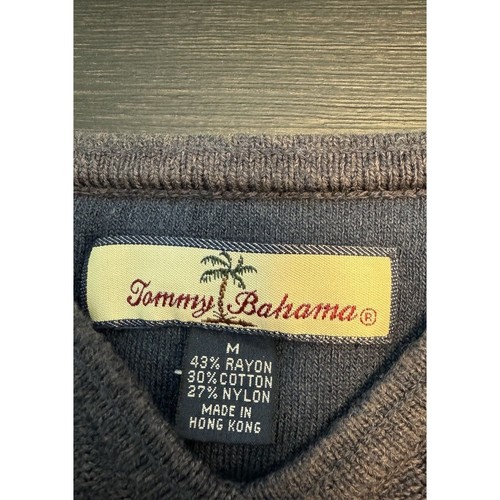 Tommy Bahama®
M
43% RAYON
30% COTTON
27% NYLON
MADE IN
HONG KONG